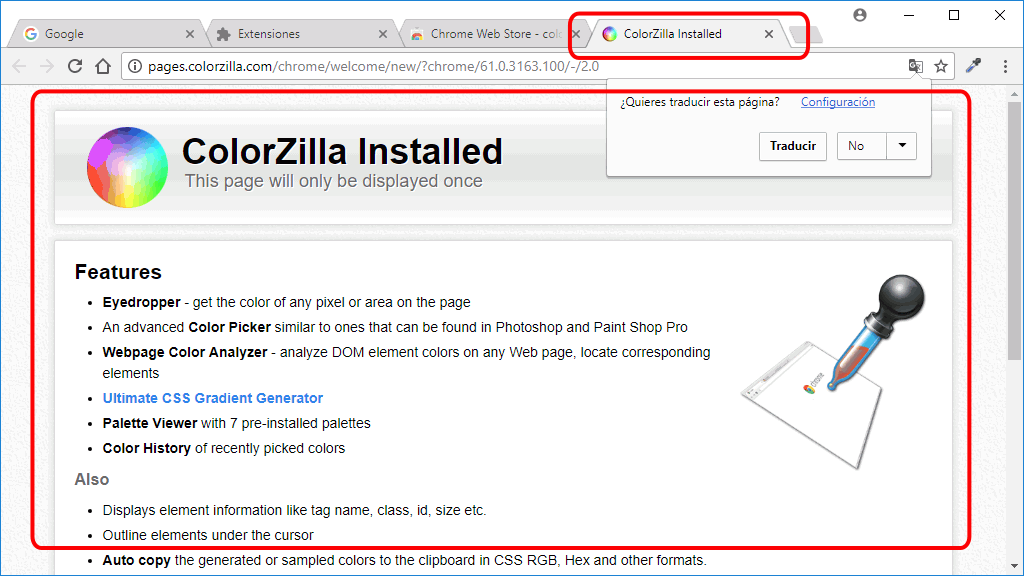 Google
Extensiones
Chrome Web Store - colo
ColorZilla Installed
pages.colorzilla.com/chrome/welcome/new/?chrome/61.0.3163.100/-/2.0
¿Quieres traducir esta página? Configuración
Traducir No
ColorZilla Installed
This page will only be displayed once
Features
Eyedropper - get the color of any pixel or area on the page
An advanced Color Picker similar to ones that can be found in Photoshop and Paint Shop Pro
Webpage Color Analyzer - analyze DOM element colors on any Web page, locate corresponding
elements
Ultimate CSS Gradient Generator
Palette Viewer with 7 pre-installed palettes
Color History of recently picked colors
chrome
Also
Displays element information like tag name, class, id, size etc.
Outline elements under the cursor
Auto copy the generated or sampled colors to the clipboard in CSS RGB, Hex and other formats.